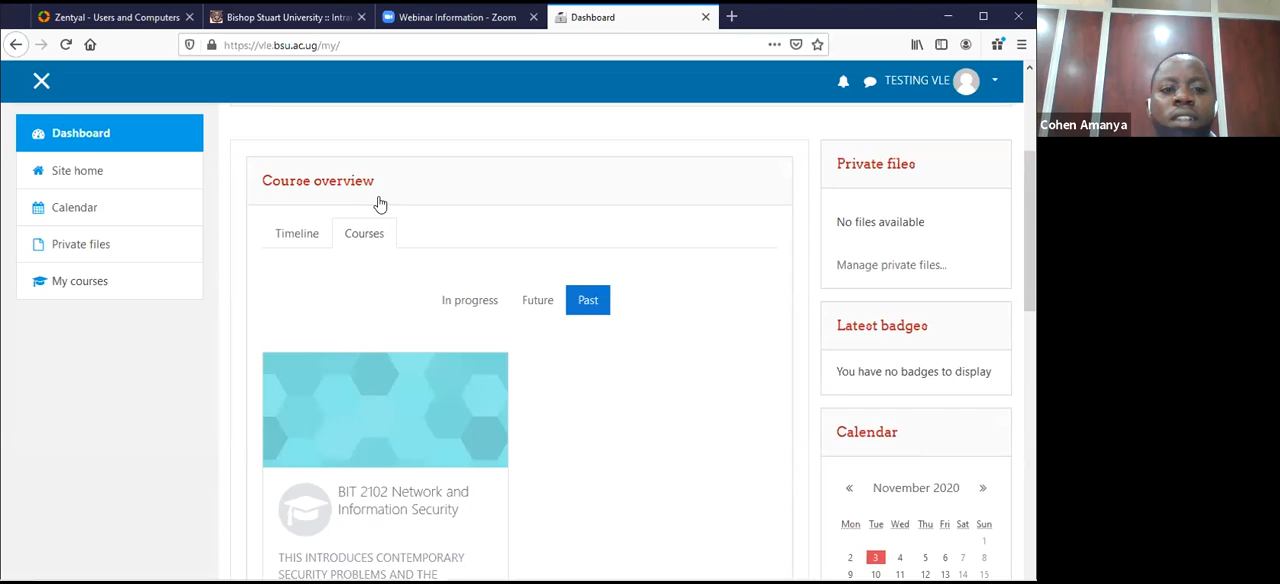 Zentyal - Users and Computers
Bishop Stuart University :: Intra
Webinar Information - Zoom
Dashboard
https://vle.bsu.ac.ug/my/
TESTING VLE
Cohen Amanya
Dashboard
Site home
Calendar
Private files
My courses
Course overview
Timeline Courses
In progress Future Past
BIT 2102 Network and
Information Security
THIS INTRODUCES CONTEMPORARY
SECURITY PROBLEMS AND THE
Private files
No files available
Manage private files...
Latest badges
You have no badges to display
Calendar
« November 2020 »
Mon Tue Wed Thu Fri Sat Sun
1
2 3 4 5 6 7 8
9 10 11 12 13 14 15